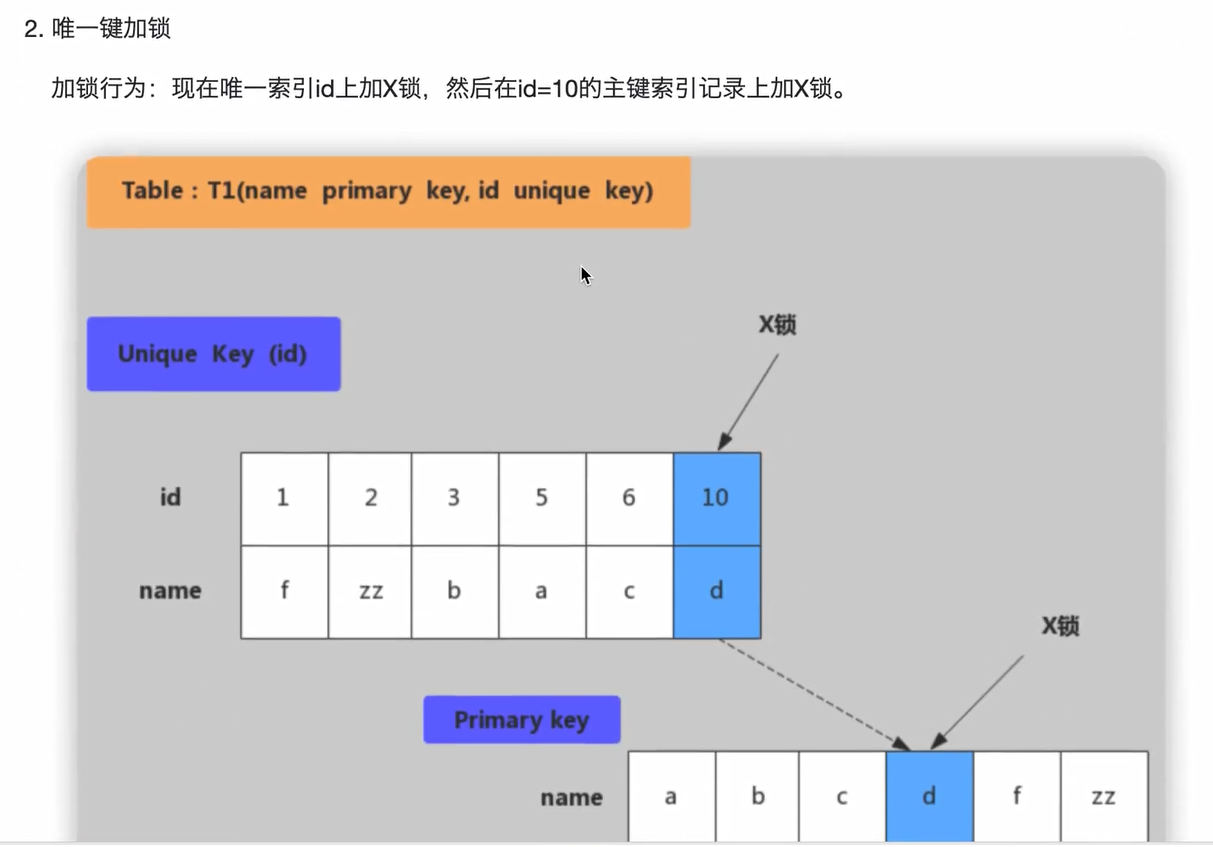 2. 唯一键加锁
加锁行为：现在唯一索引id上加X锁，然后在id=10的主键索引记录上加X锁。
Table : T1(name primary key, id unique key)
X锁
Unique Key (id)
id 1 2 3 5 6 10
name f zz b a c d
X锁
Primary key
name a b c d f zz